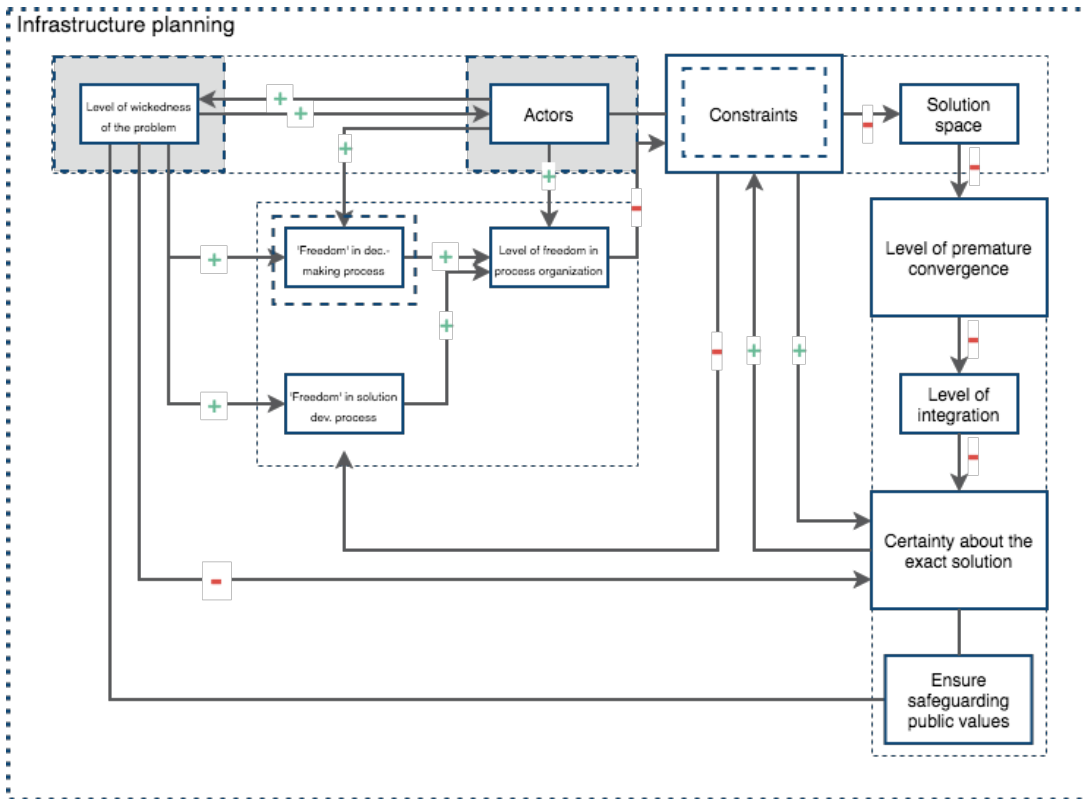 Infrastructure planning
Level of wickedness
of the problem
+
+
Actors
Constraints
-
Solution
space
+
+
-
-
Level of premature
convergence
'Freedom' in dec.-
making process
+
Level of freedom in
process organization
+
+
-
+
+
-
'Freedom' in solution
dev. process
+
Level of
integration
-
Certainty about the
exact solution
-
Ensure
safeguarding
public values